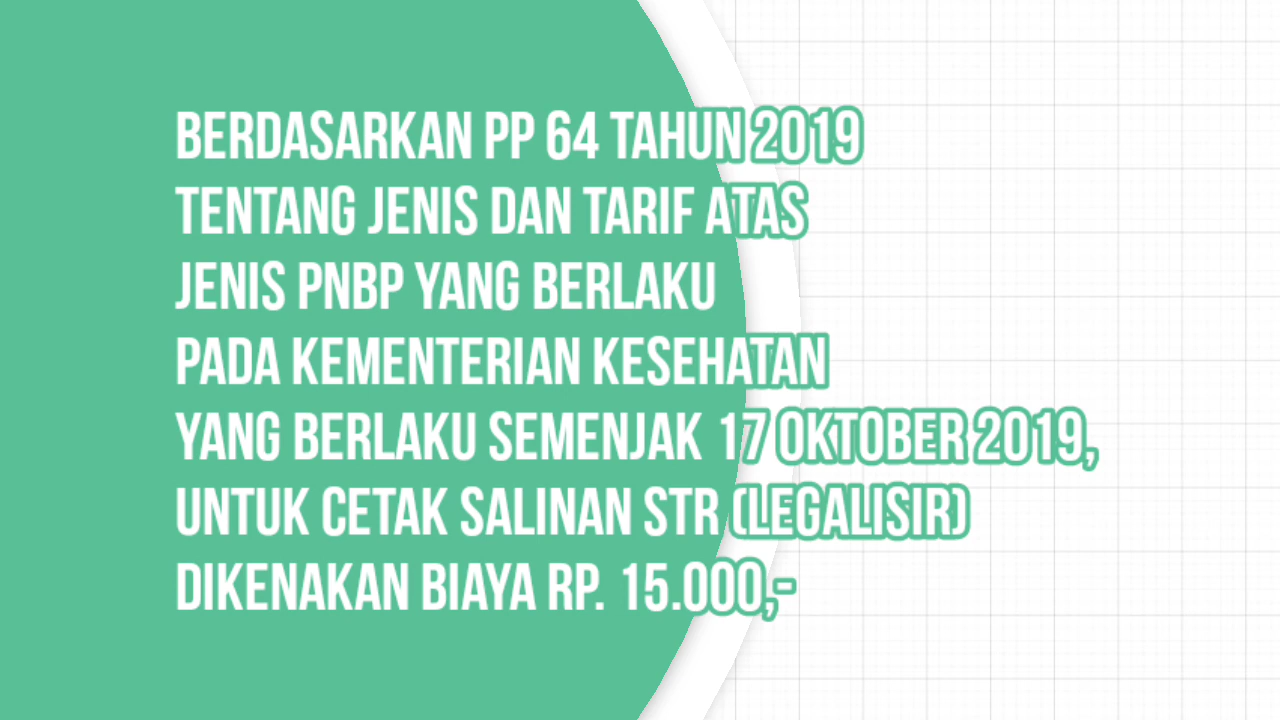 BERDASARKAN PP 64 TAHUN 2019
TENTANG JENIS DAN TARIF ATAS
JENIS PNBP YANG BERLAKU
PADA KEMENTERIAN KESEHATAN
YANG BERLAKU SEMENJAK 17 OKTOBER 2019,
UNTUK CETAK SALINAN STR (LEGALISIR)
DIKENAKAN BIAYA RP. 15.000,-